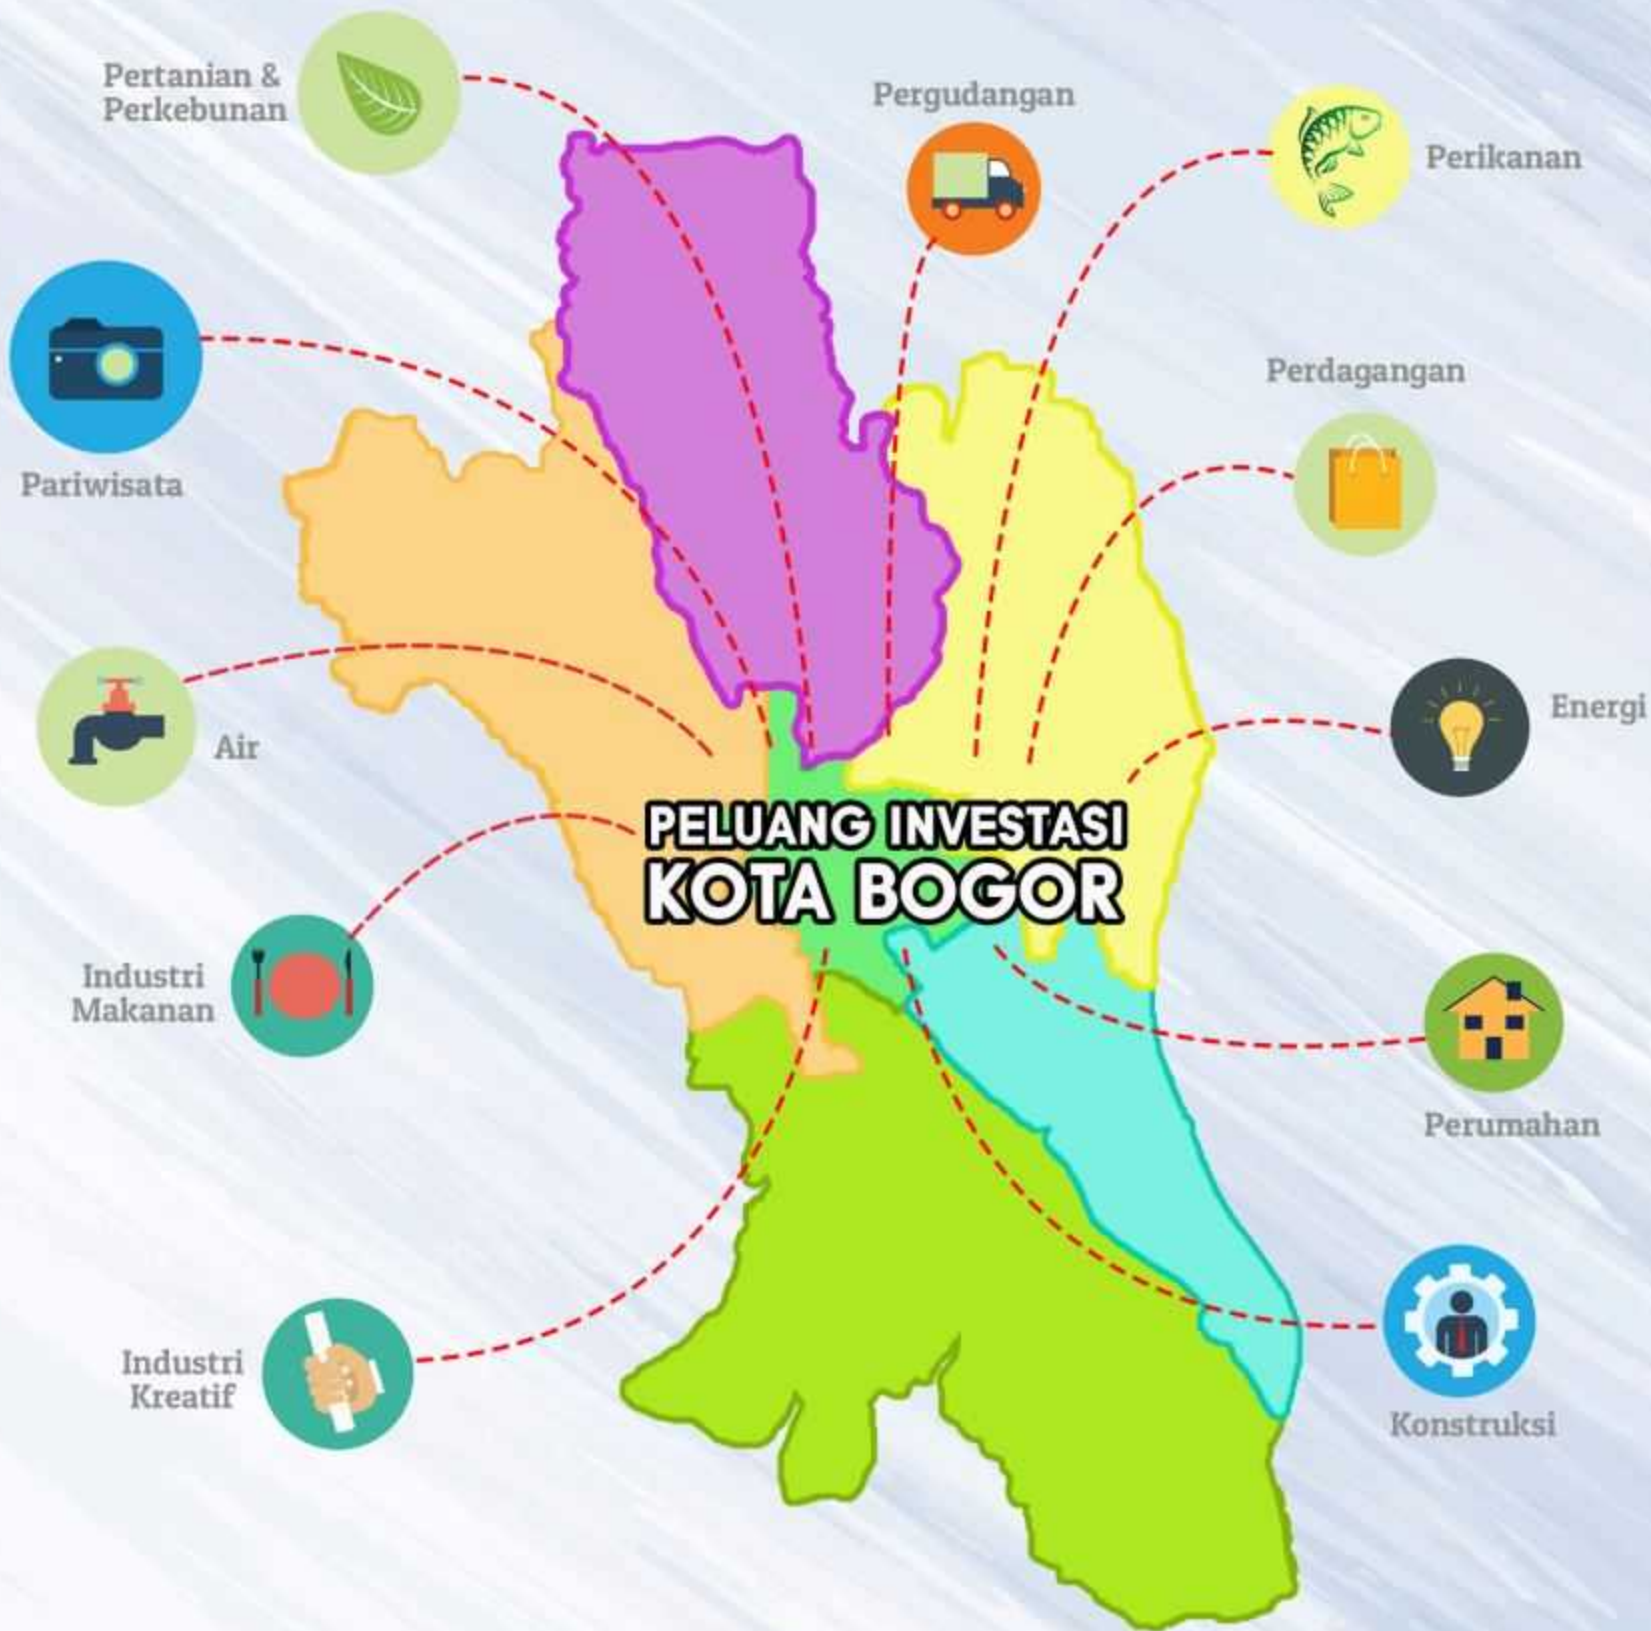 Pertanian &
Perkebunan
Pergudangan
Perikanan
Perdagangan
Pariwisata
Energi
Air
PELUANG INVESTASI
KOTA BOGOR
Industri
Makanan
Perumahan
Industri
Kreatif
Konstruksi